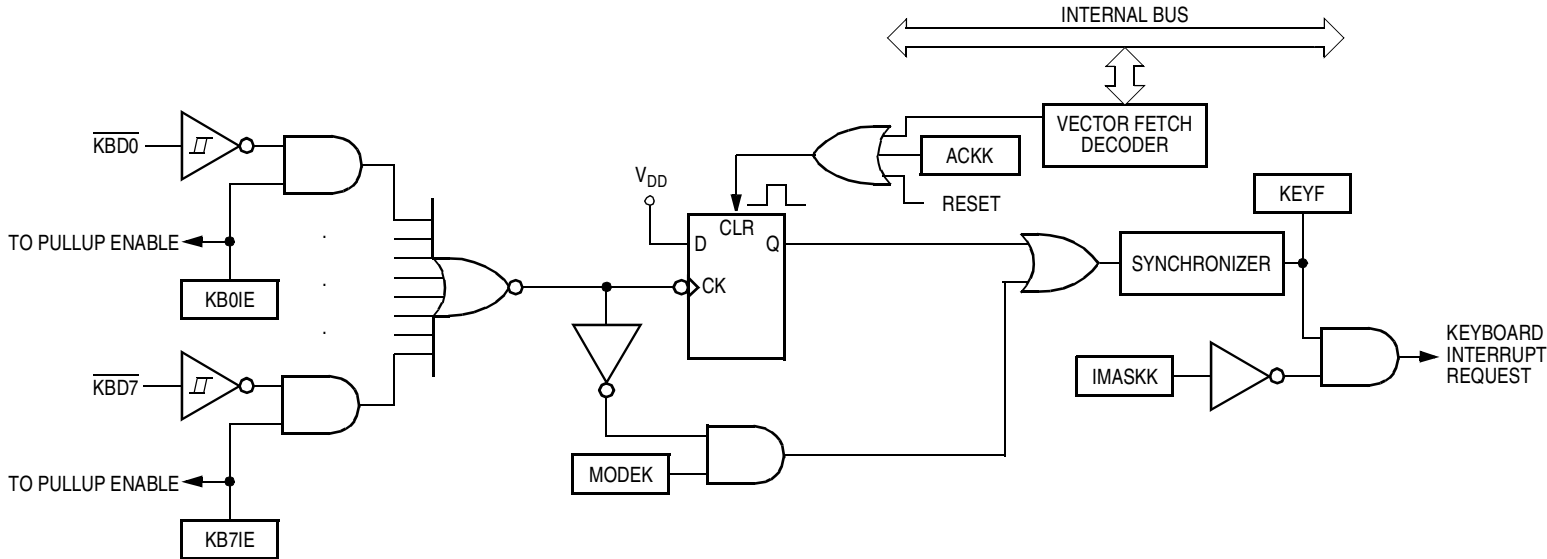 INTERNAL BUS
KBD0
VECTOR FETCH
DECODER
ACKK
VDD
RESET
KEYF
CLR
D
Q
TO PULLUP ENABLE
SYNCHRONIZER
KB0IE
CK
KEYBOARD
INTERRUPT
REQUEST
KBD7
IMASKK
MODEK
TO PULLUP ENABLE
KB7IE